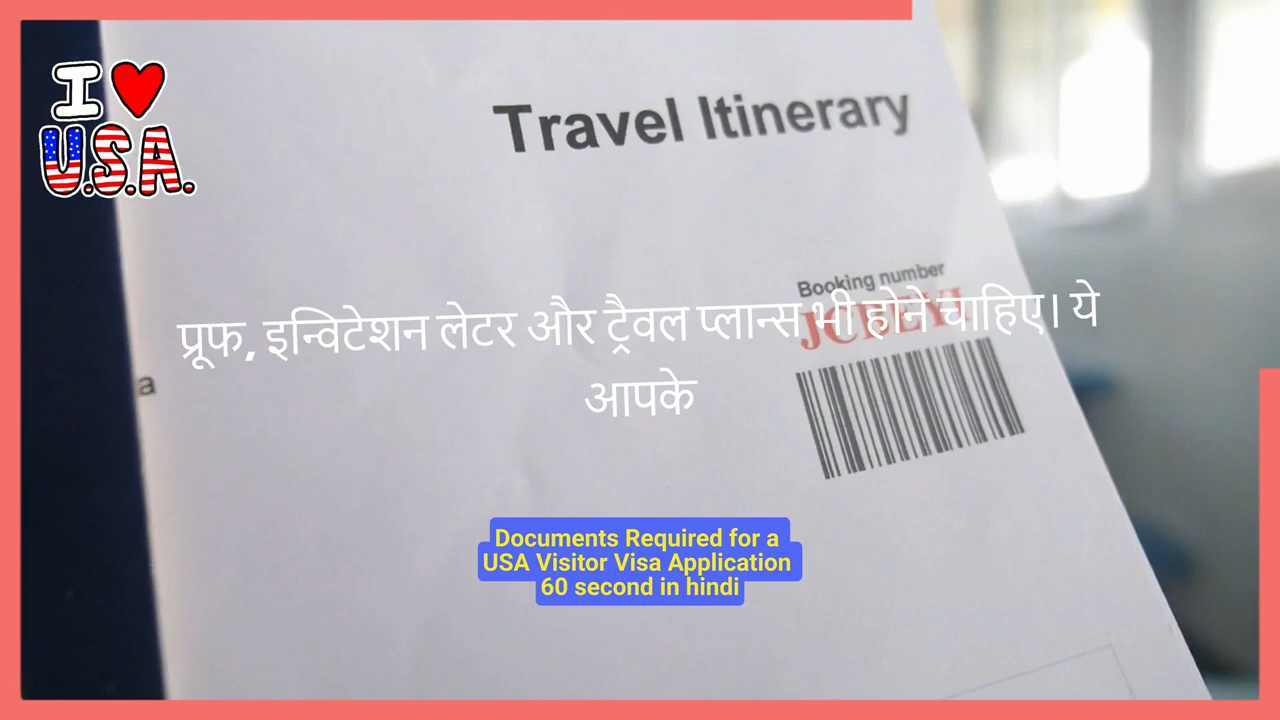 I ❤ U.S.A.
Travel Itinerary
Booking number
प्रूफ, इन्विटेशन लेटर और ट्रैवल प्लान्स भी होने चाहिए। ये
आपके
a
Documents Required for a
USA Visitor Visa Application
60 second in hindi